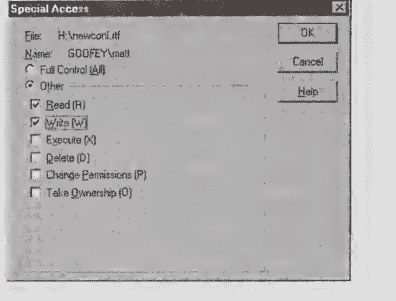 Special Access
File: H:\newconf.rtf
OK
Name: GOOFEY\matt
Full Control (All)
Cancel
Other
Help
Read (R)
Write (W)
Execute (X)
Delete (D)
Change Permissions (P)
Take Ownership (O)